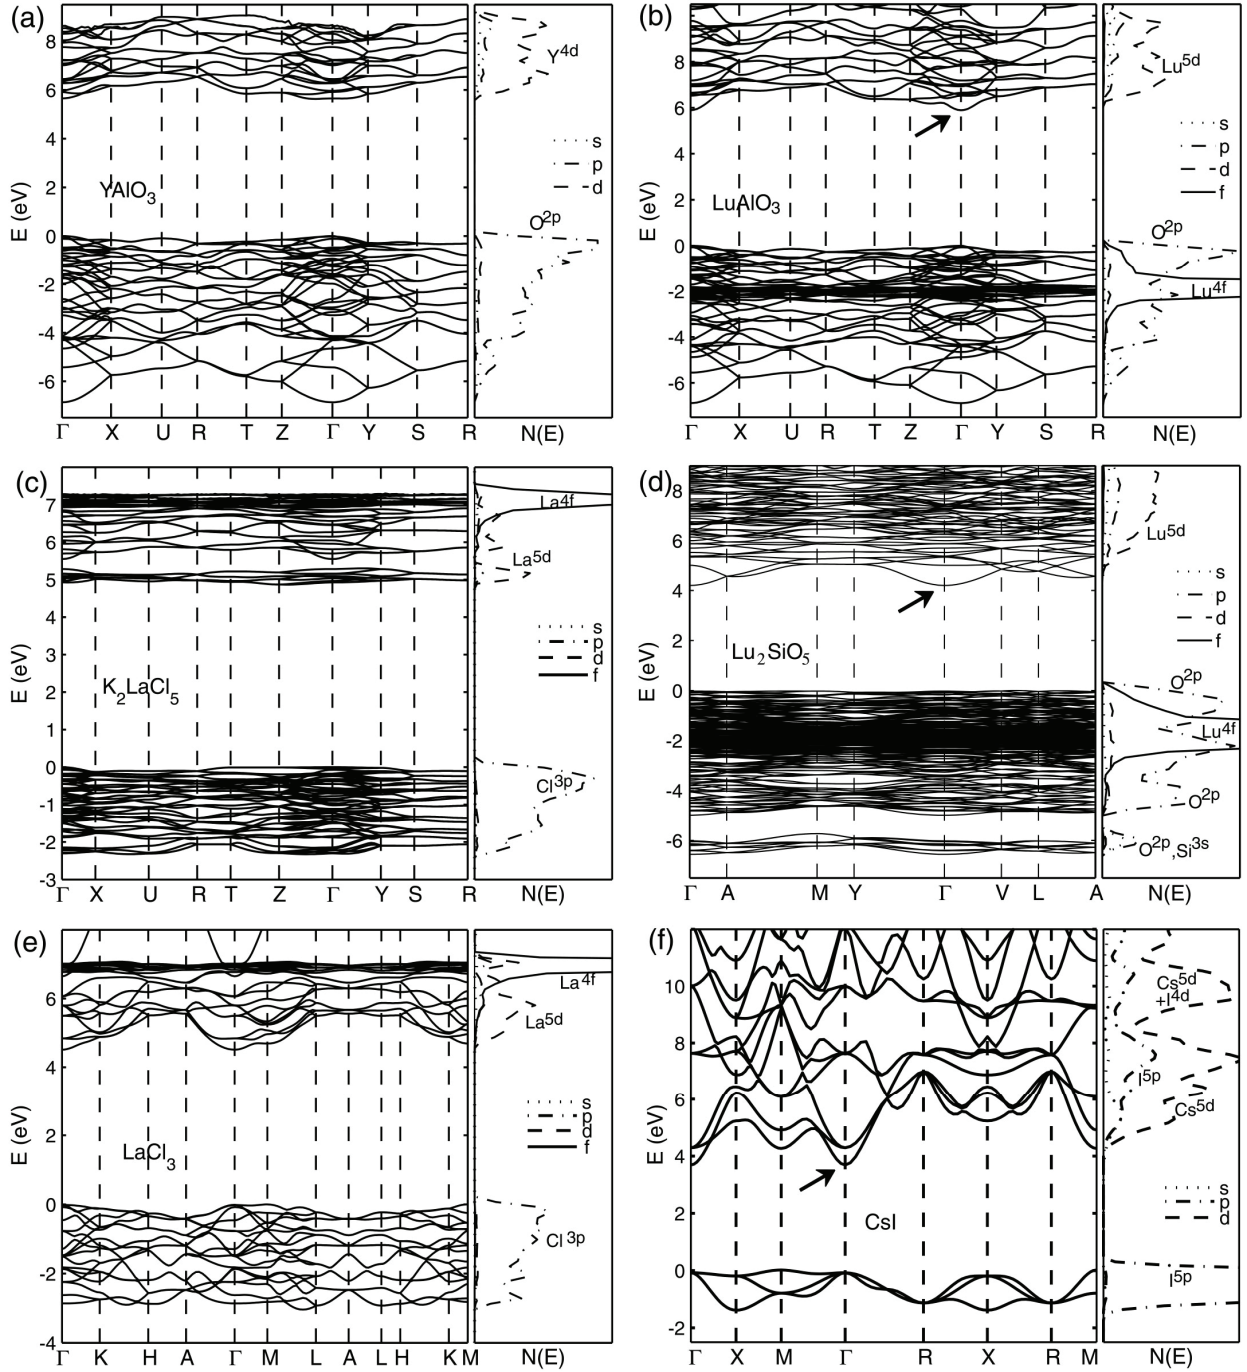 (a)
8
6
4
2
0
-2
-4
-6
E (eV)
YAlO3
Y4d
s
p
d
O2p
Γ X U R T Z Γ Y S R N(E)
(b)
8
6
4
2
0
-2
-4
-6
E (eV)
LuAlO3
Lu5d
s
p
d
f
O2p
Lu4f
Γ X U R T Z Γ Y S R N(E)
(c)
7
6
5
4
3
2
1
0
-1
-2
-3
E (eV)
K2LaCl5
La4f
La5d
s
p
d
f
Cl3p
Γ X U R T Z Γ Y S R N(E)
(d)
8
6
4
2
0
-2
-4
-6
E (eV)
Lu2SiO5
Lu5d
s
p
d
f
O2p
Lu4f
O2p
O2p,Si3s
Γ A M Y Γ V L A N(E)
(e)
6
4
2
0
-2
-4
E (eV)
LaCl3
La4f
La5d
s
p
d
f
Cl3p
Γ K H A Γ M L A L H K M N(E)
(f)
10
8
6
4
2
0
-2
E (eV)
CsI
Cs5d
+I4d
I5p
Cs5d
s
p
d
I5p
Γ X M Γ R X R M N(E)